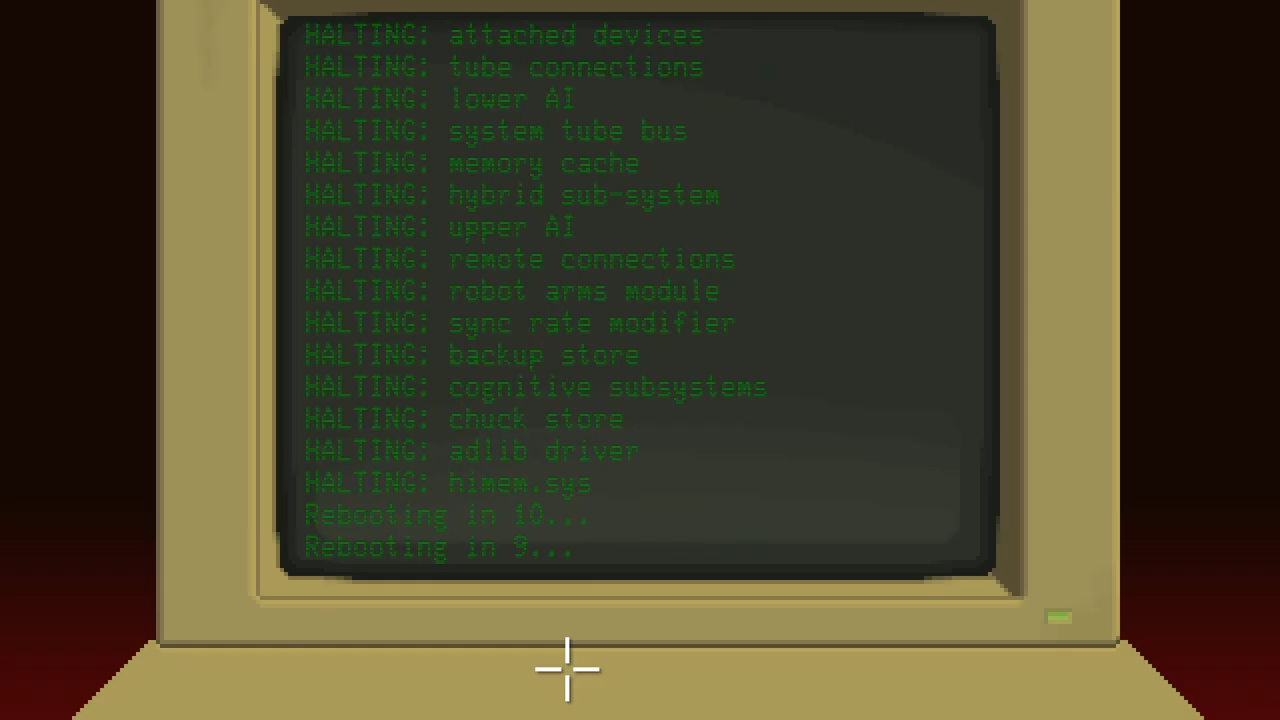 HALTING: attached devices
HALTING: tube connections
HALTING: lower AI
HALTING: system tube bus
HALTING: memory cache
HALTING: hybrid sub-system
HALTING: upper AI
HALTING: remote connections
HALTING: robot arms module
HALTING: sync rate modifier
HALTING: backup store
HALTING: cognitive subsystems
HALTING: chuck store
HALTING: adlib driver
HALTING: himem.sys
Rebooting in 10...
Rebooting in 9...